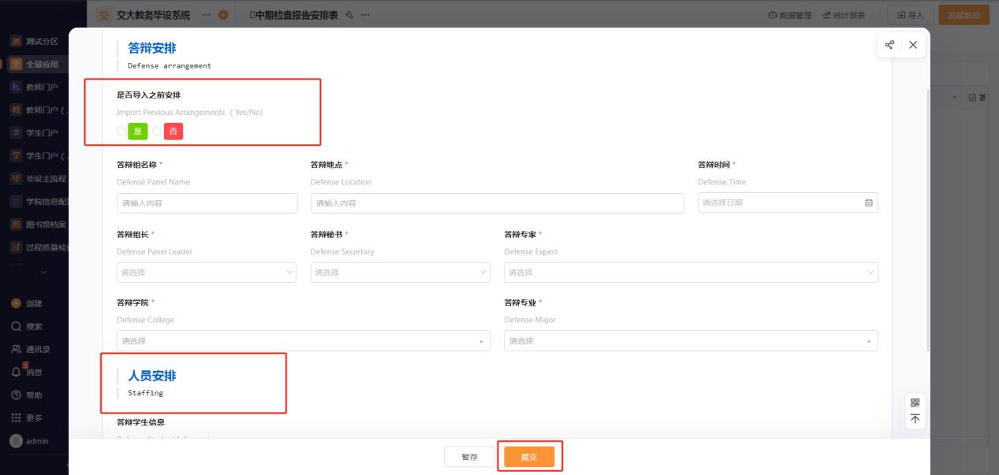 交 交大教务毕设系统 ··· 中期检查报告安排表 ··· 数据管理 统计报表 导入 发起新的
测 测试分区
全 全量应用
教师门户
教 教师门户（.
学生门户
学 学生门户（.
毕 毕设主流程
学院信息配
图 图书馆档案
过 过程质量检
创建
搜索
通讯录
1
消息
帮助
更多
admin
答辩安排
Defense arrangement
是否导入之前安排
Import Previous Arrangements （ Yes/No)
是 否
答
答辩组名称 * 答辩地点 * 答辩时间 *
Defense Panel Name Defense Location Defense Time
请输入内容 请输入内容 请选择日期
答辩组长 * 答辩秘书 * 答辩专家 *
Defense Panel Leader Defense Secretary Defense Expert
请选择 请选择 请选择
答辩学院 * 答辩专业 *
Defense College Defense Major
请选择 请选择
人员安排
Staffing
答辩学生信息
暂存 提交